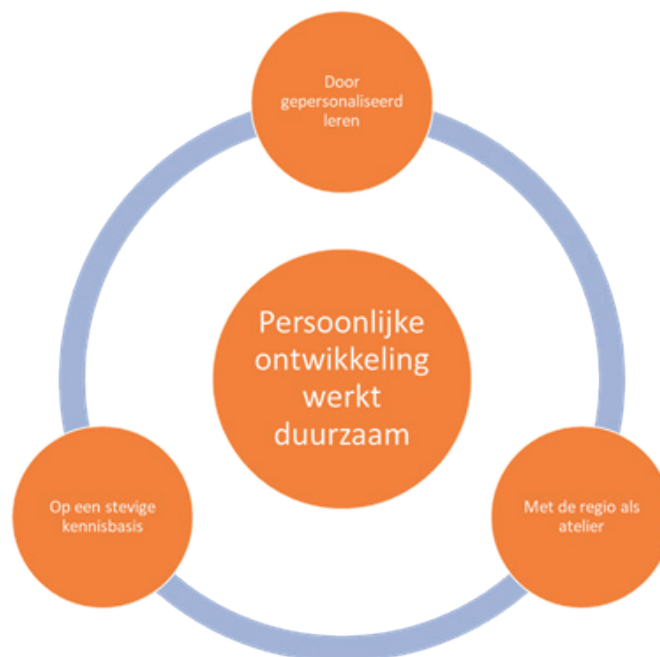 Door
gepersonaliseerd
leren
Persoonlijke
ontwikkeling
werkt
duurzaam
Op een stevige
kennisbasis
Met de regio als
atelier